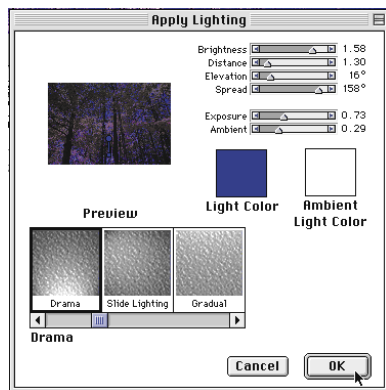 Apply Lighting
Brightness 1.58
Distance 1.30
Elevation 16°
Spread 158°
Exposure 0.73
Ambient 0.29
Preview
Light Color
Ambient
Light Color
Drama
Slide Lighting
Gradual
Drama
Cancel
OK